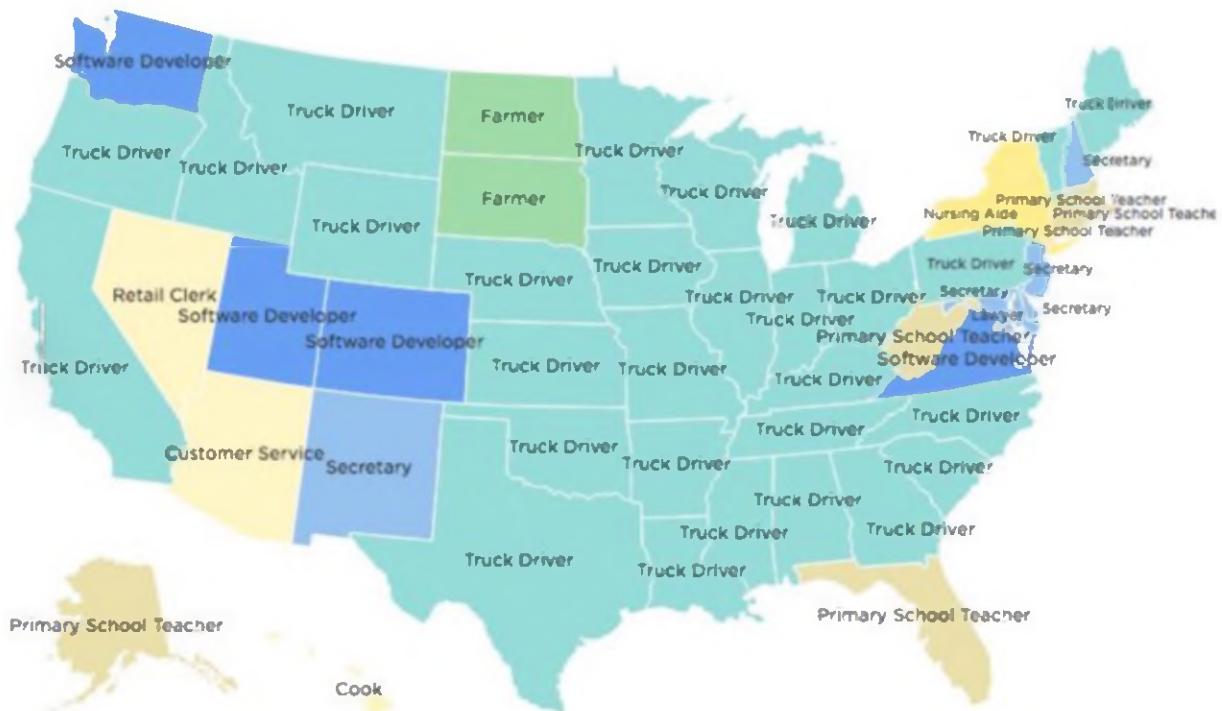 Software Developer
Truck Driver
Farmer
Truck Driver
Truck Driver
Truck Driver
Truck Driver
Secretary
Truck Driver
Truck Driver
Farmer
Truck Driver
Truck Driver
Truck Driver
Primary School Teacher
Nursing Aide
Primary School Teache
Primary School Teacher
Truck Driver
Secretary
Truck Driver
Truck Driver
Retail Clerk
Truck Driver
Truck Driver
Secretary
Secretary
Software Developer
Truck Driver
Lawyer
Software Developer
Primary School Teacher
Software Developer
Truck Driver
Truck Driver
Truck Driver
Truck Driver
Truck Driver
Truck Driver
Truck Driver
Customer Service
Secretary
Truck Driver
Truck Driver
Truck Driver
Truck Driver
Truck Driver
Truck Driver
Truck Driver
Truck Driver
Primary School Teacher
Primary School Teacher
Cook